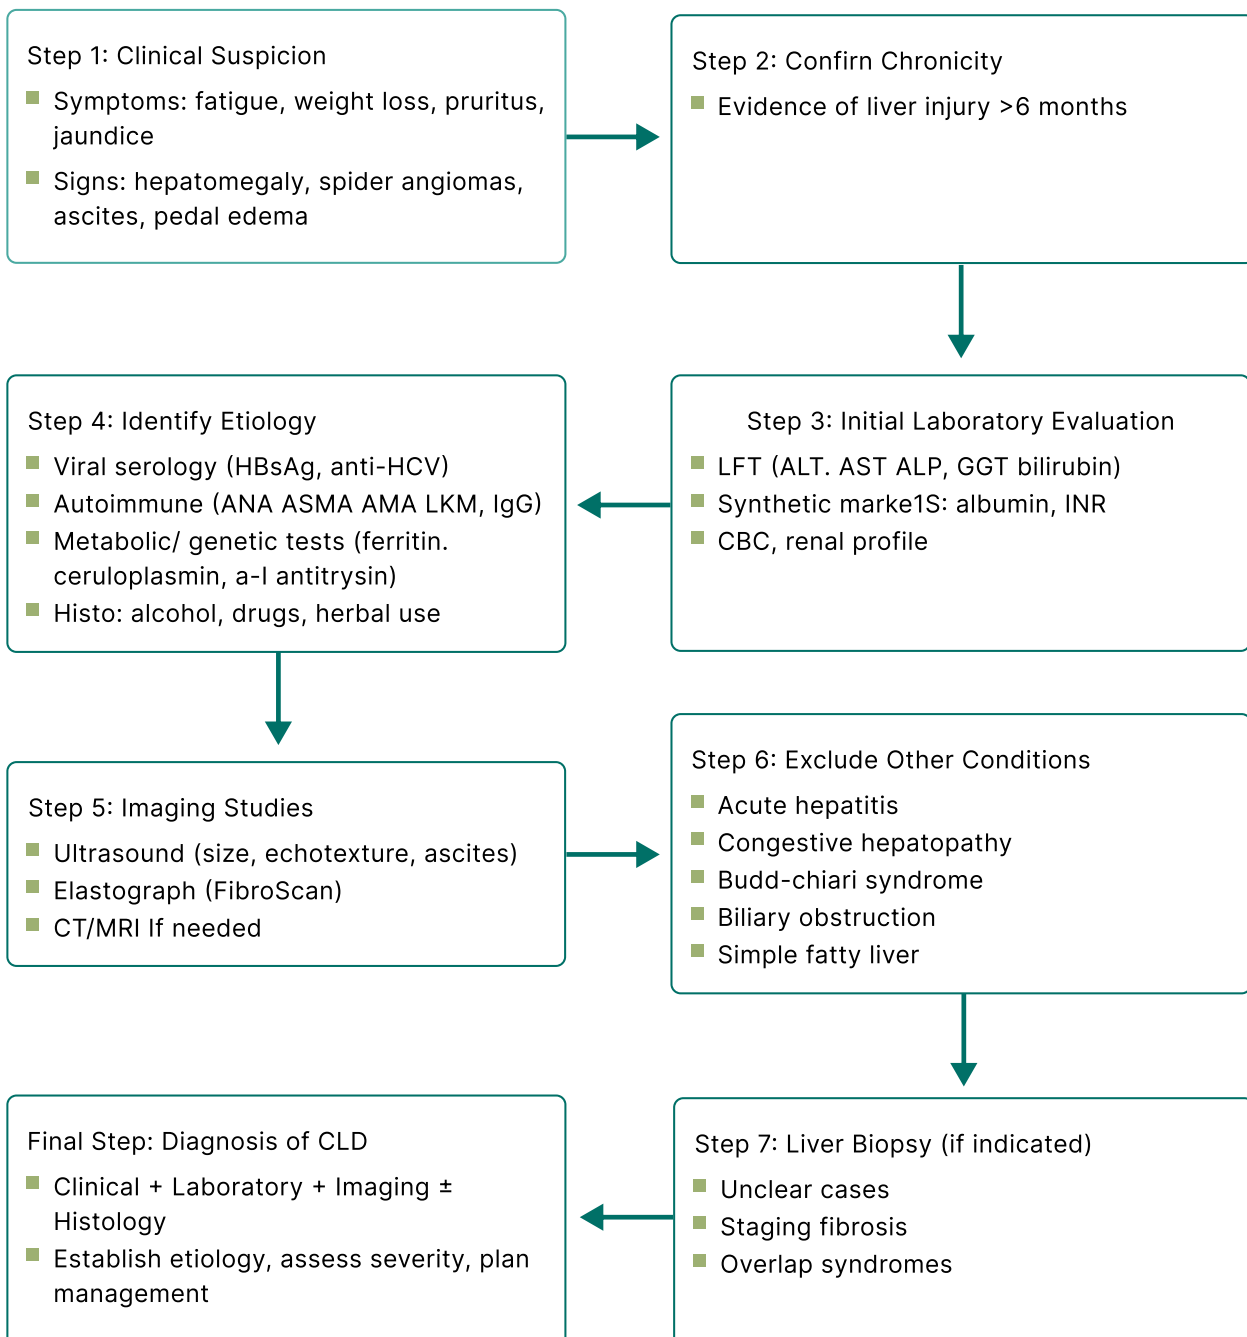 Step 1: Clinical Suspicion
Symptoms: fatigue, weight loss, pruritus,
jaundice
Signs: hepatomegaly, spider angiomas,
ascites, pedal edema
Step 2: Confirn Chronicity
Evidence of liver injury >6 months
Step 3: Initial Laboratory Evaluation
LFT (ALT. AST ALP, GGT bilirubin)
Synthetic marke1S: albumin, INR
CBC, renal profile
Step 4: Identify Etiology
Viral serology (HBsAg, anti-HCV)
Autoimmune (ANA ASMA AMA LKM, IgG)
Metabolic/ genetic tests (ferritin.
ceruloplasmin, a-I antitrysin)
Histo: alcohol, drugs, herbal use
Step 5: Imaging Studies
Ultrasound (size, echotexture, ascites)
Elastograph (FibroScan)
CT/MRI If needed
Step 6: Exclude Other Conditions
Acute hepatitis
Congestive hepatopathy
Budd-chiari syndrome
Biliary obstruction
Simple fatty liver
Step 7: Liver Biopsy (if indicated)
Unclear cases
Staging fibrosis
Overlap syndromes
Final Step: Diagnosis of CLD
Clinical + Laboratory + Imaging ±
Histology
Establish etiology, assess severity, plan
management